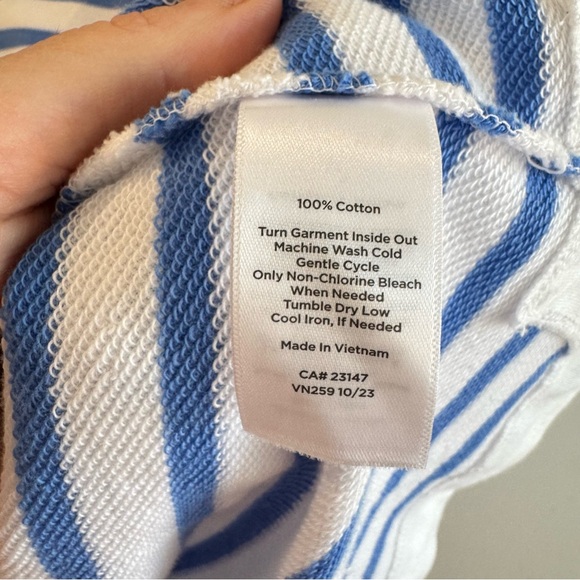 100% Cotton
Turn Garment Inside Out
Machine Wash Cold
Gentle Cycle
Only Non-Chlorine Bleach
When Needed
Tumble Dry Low
Cool Iron, If Needed
Made In Vietnam
CA# 23147
VN259 10/23